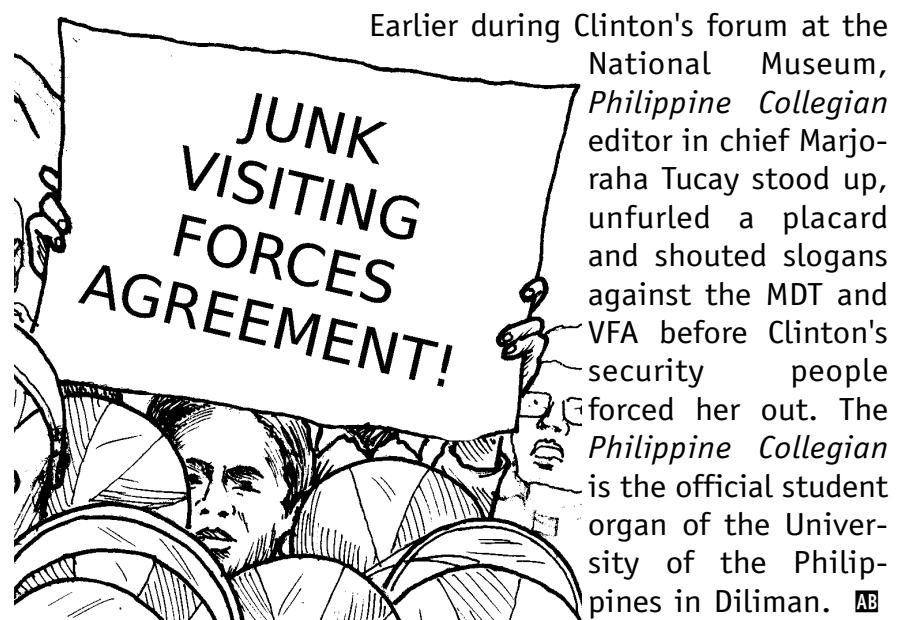 Earlier during Clinton's forum at the
National Museum,
Philippine Collegian
editor in chief Marjo-
raha Tucay stood up,
unfurled a placard
and shouted slogans
against the MDT and
VFA before Clinton's
security people
forced her out. The
Philippine Collegian
is the official student
organ of the Univer-
sity of the Philip-
pines in Diliman. AB
JUNK
VISITING
FORCES
AGREEMENT!